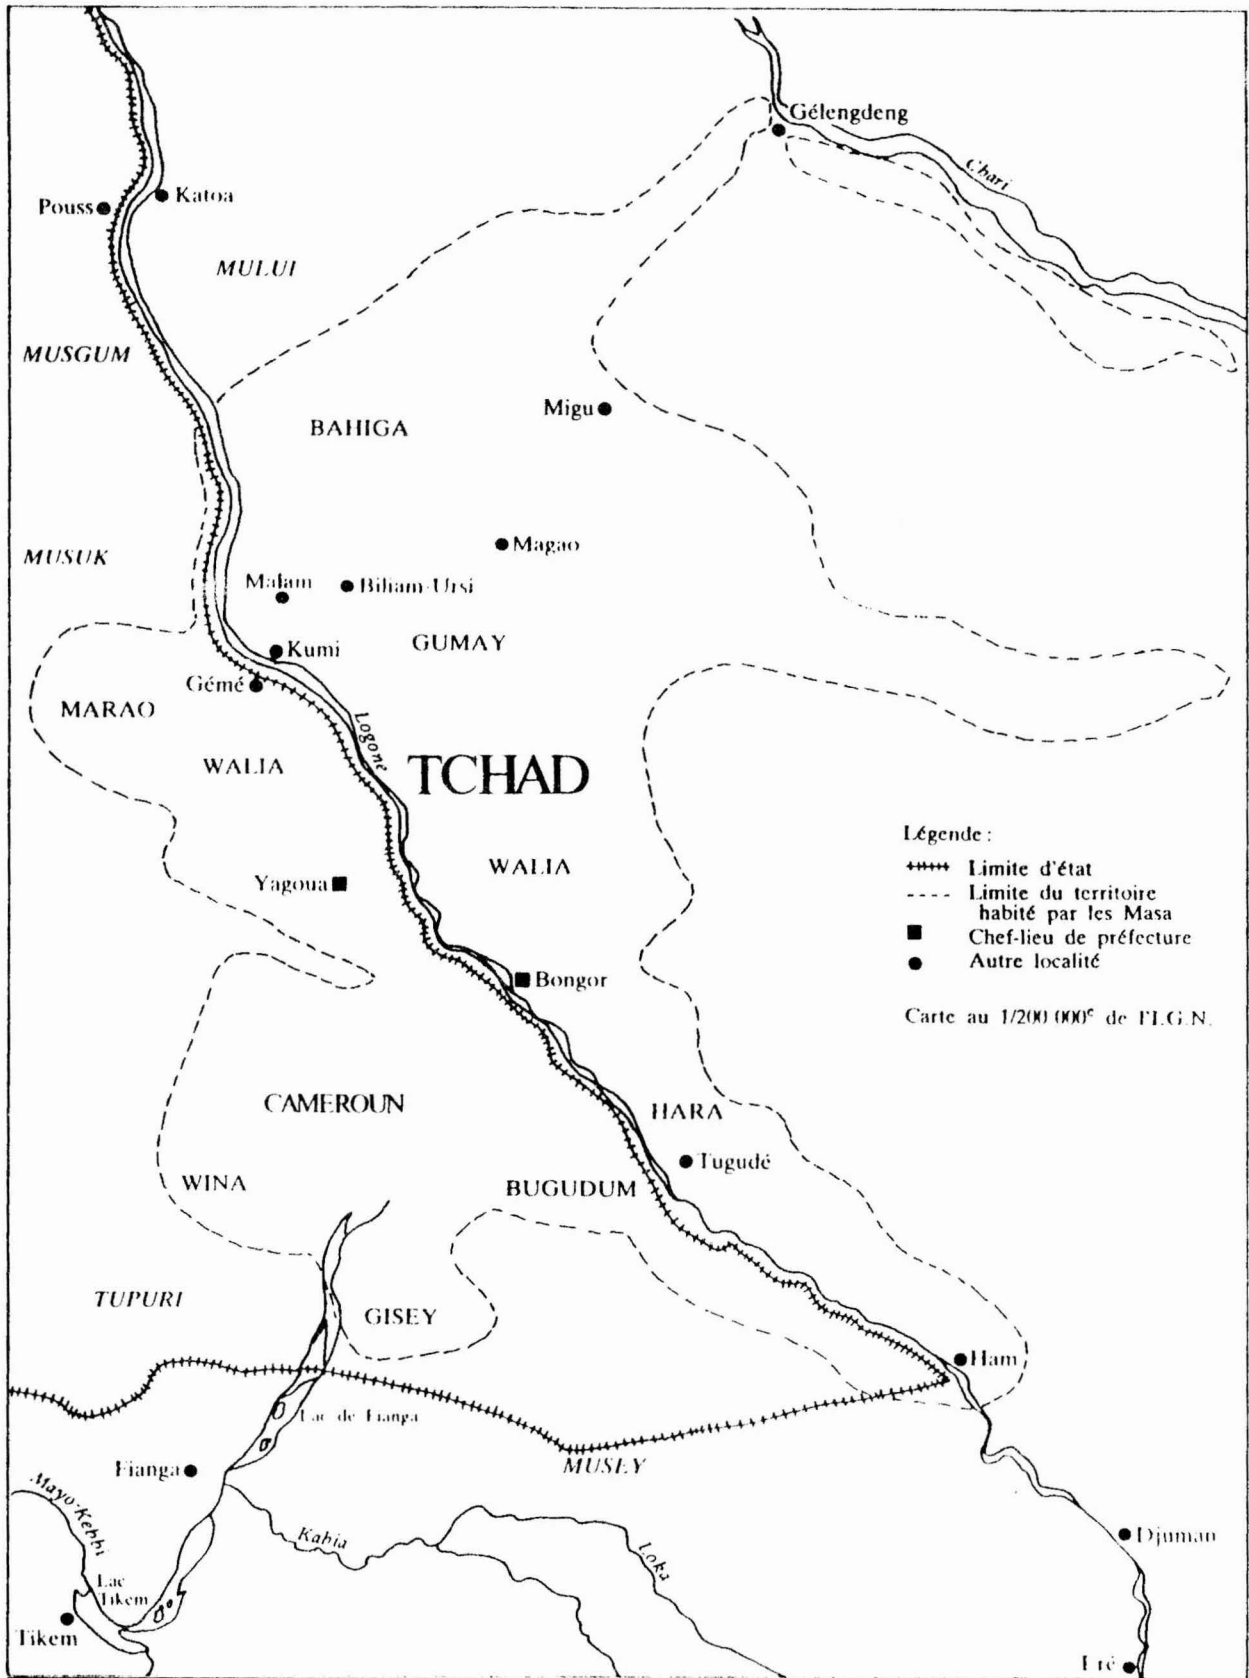 Gélengdeng
Chari
Katoa
Pouss
MULUI
MUSGUM
Migu
BAHIGA
Magao
MUSUK
Malam
Biliam-Ursi
Kumi
GUMAY
Gémé
MARAO
Logone
WALIA
TCHAD
Légende :
WALIA
Limite d'état
Yagoua
Limite du territoire
habité par les Masa
Chef-lieu de préfecture
Autre localité
Bongor
Carte au 1/200 000e de l'I.G.N.
CAMEROUN
HARA
Tugudé
WINA
BUGUDUM
TUPURI
GISEY
Ham
Lac de Fianga
MUSEY
Fianga
Mayo-Kebbi
Kabia
Loka
Djuman
Lac
Tikem
Tikem
Eré